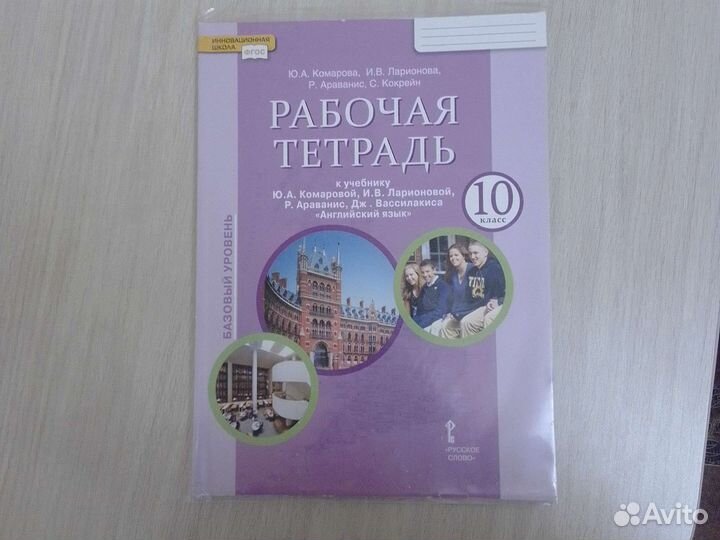 ИННОВАЦИОННАЯ
ШКОЛА
ФГОС
Ю.А. Комарова, И.В. Ларионова,
Р. Араванис, С. Кокрейн
РАБОЧАЯ
ТЕТРАДЬ
к учебнику
Ю.А. Комаровой, И.В. Ларионовой,
Р. Араванис, Дж. Вассилакиса
«Английский язык»
10
класс
БАЗОВЫЙ УРОВЕНЬ
«РУССКОЕ
СЛОВО»
Avito